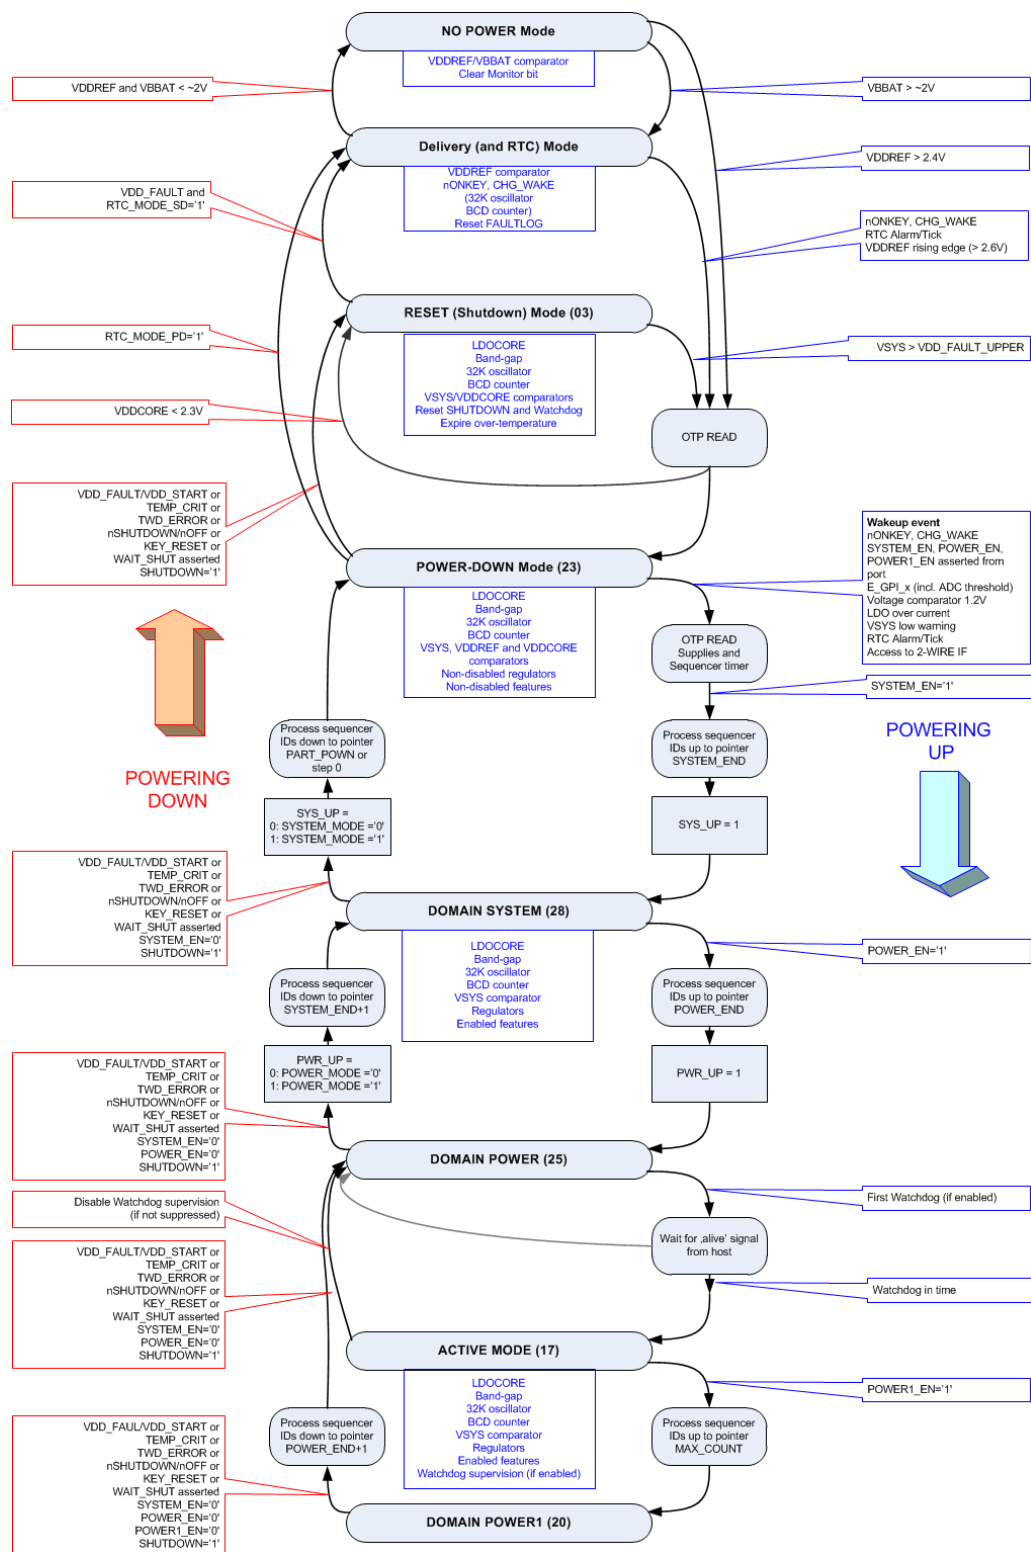 NO POWER Mode
VDDREF/VBBAT comparator
Clear Monitor bit
VDDREF and VBBAT < ~2V
VBBAT > ~2V
Delivery (and RTC) Mode
VDDREF comparator
nONKEY, CHG_WAKE
(32K oscillator
BCD counter)
Reset FAULTLOG
VDDREF > 2.4V
VDD_FAULT and
RTC_MODE_SD='1'
nONKEY, CHG_WAKE
RTC Alarm/Tick
VDDREF rising edge (> 2.6V)
RESET (Shutdown) Mode (03)
LDOCORE
Band-gap
32K oscillator
BCD counter
VSYS/VDDCORE comparators
Reset SHUTDOWN and Watchdog
Expire over-temperature
RTC_MODE_PD='1'
VSYS > VDD_FAULT_UPPER
VDDCORE < 2.3V
OTP READ
VDD_FAULT/VDD_START or
TEMP_CRIT or
TWD_ERROR or
nSHUTDOWN/nOFF or
KEY_RESET or
WAIT_SHUT asserted
SHUTDOWN='1'
POWER-DOWN Mode (23)
LDOCORE
Band-gap
32K oscillator
BCD counter
VSYS, VDDREF and VDDCORE
comparators
Non-disabled regulators
Non-disabled features
Wakeup event
nONKEY, CHG_WAKE
SYSTEM_EN, POWER_EN,
POWER1_EN asserted from
port
E_GPI_x (incl. ADC threshold)
Voltage comparator 1.2V
LDO over current
VSYS low warning
RTC Alarm/Tick
Access to 2-WIRE IF
OTP READ
Supplies and
Sequencer timer
SYSTEM_EN='1'
Process sequencer
IDs down to pointer
PART_POWN or
step 0
Process sequencer
IDs up to pointer
SYSTEM_END
POWERING
UP
POWERING
DOWN
SYS_UP =
0: SYSTEM_MODE ='0'
1: SYSTEM_MODE ='1'
SYS_UP = 1
VDD_FAULT/VDD_START or
TEMP_CRIT or
TWD_ERROR or
nSHUTDOWN/nOFF or
KEY_RESET or
WAIT_SHUT asserted
SYSTEM_EN='0'
SHUTDOWN='1'
DOMAIN SYSTEM (28)
LDOCORE
Band-gap
32K oscillator
BCD counter
VSYS comparator
Regulators
Enabled features
POWER_EN='1'
Process sequencer
IDs down to pointer
SYSTEM_END+1
Process sequencer
IDs up to pointer
POWER_END
PWR_UP =
0: POWER_MODE ='0'
1: POWER_MODE ='1'
PWR_UP = 1
VDD_FAULT/VDD_START or
TEMP_CRIT or
TWD_ERROR or
nSHUTDOWN/nOFF or
KEY_RESET or
WAIT_SHUT asserted
SYSTEM_EN='0'
POWER_EN='0'
SHUTDOWN='1'
DOMAIN POWER (25)
Disable Watchdog supervision
(if not suppressed)
First Watchdog (if enabled)
Wait for ‚alive' signal
from host
Watchdog in time
VDD_FAULT/VDD_START or
TEMP_CRIT or
TWD_ERROR or
nSHUTDOWN/nOFF or
KEY_RESET or
WAIT_SHUT asserted
SYSTEM_EN='0'
POWER_EN='0'
SHUTDOWN='1'
ACTIVE MODE (17)
LDOCORE
Band-gap
32K oscillator
BCD counter
VSYS comparator
Regulators
Enabled features
Watchdog supervision (if enabled)
POWER1_EN='1'
Process sequencer
IDs down to pointer
POWER_END+1
Process sequencer
IDs up to pointer
MAX_COUNT
VDD_FAUL/VDD_START or
TEMP_CRIT or
TWD_ERROR or
nSHUTDOWN/nOFF or
KEY_RESET or
WAIT_SHUT asserted
SYSTEM_EN='0'
POWER_EN='0'
POWER1_EN='0'
SHUTDOWN='1'
DOMAIN POWER1 (20)